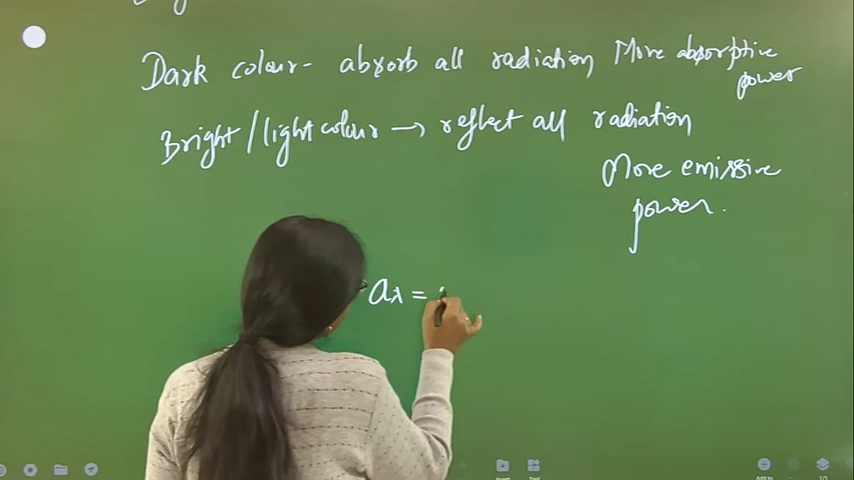 Dark colour - absorb all radiation More absorptive
power
Bright/light colour → reflect all radiation
More emissive
power.
aλ =